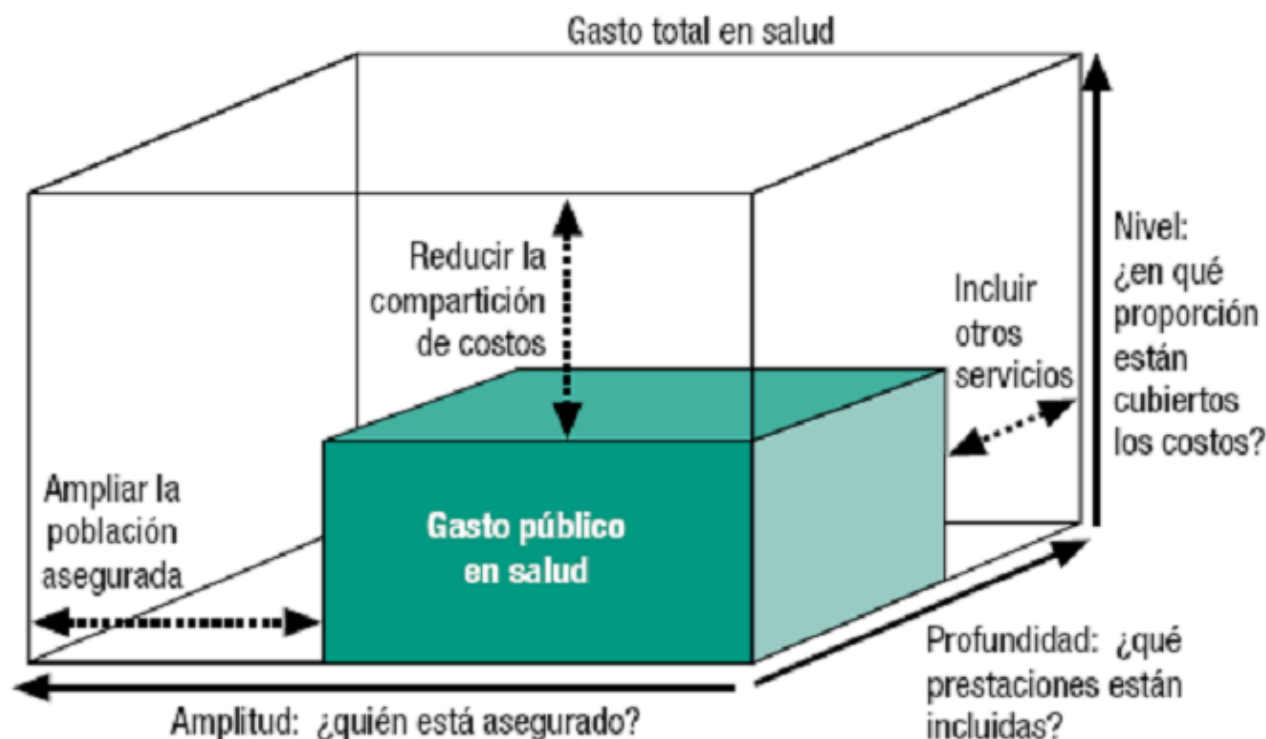 Gasto total en salud
Reducir la
compartición
de costos
Incluir
otros
servicios
Nivel:
¿en qué
proporción
están
cubiertos
los costos?
Ampliar la
población
asegurada
Gasto público
en salud
Profundidad: ¿qué
prestaciones están
incluidas?
Amplitud: ¿quién está asegurado?